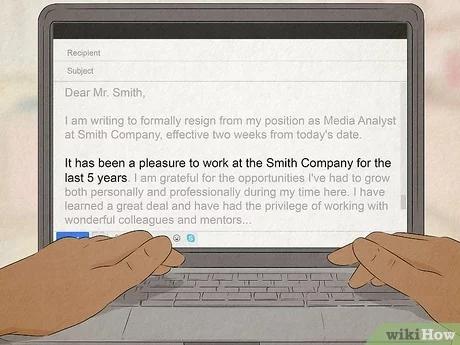 Recipient
Subject
Dear Mr. Smith,
I am writing to formally resign from my position as Media Analyst
at Smith Company, effective two weeks from today's date.
It has been a pleasure to work at the Smith Company for the
last 5 years. I am grateful for the opportunities I've had to grow
both personally and professionally during my time here. I have
learned a great deal and have had the privilege of working with
wonderful colleagues and mentors...
wikiHow